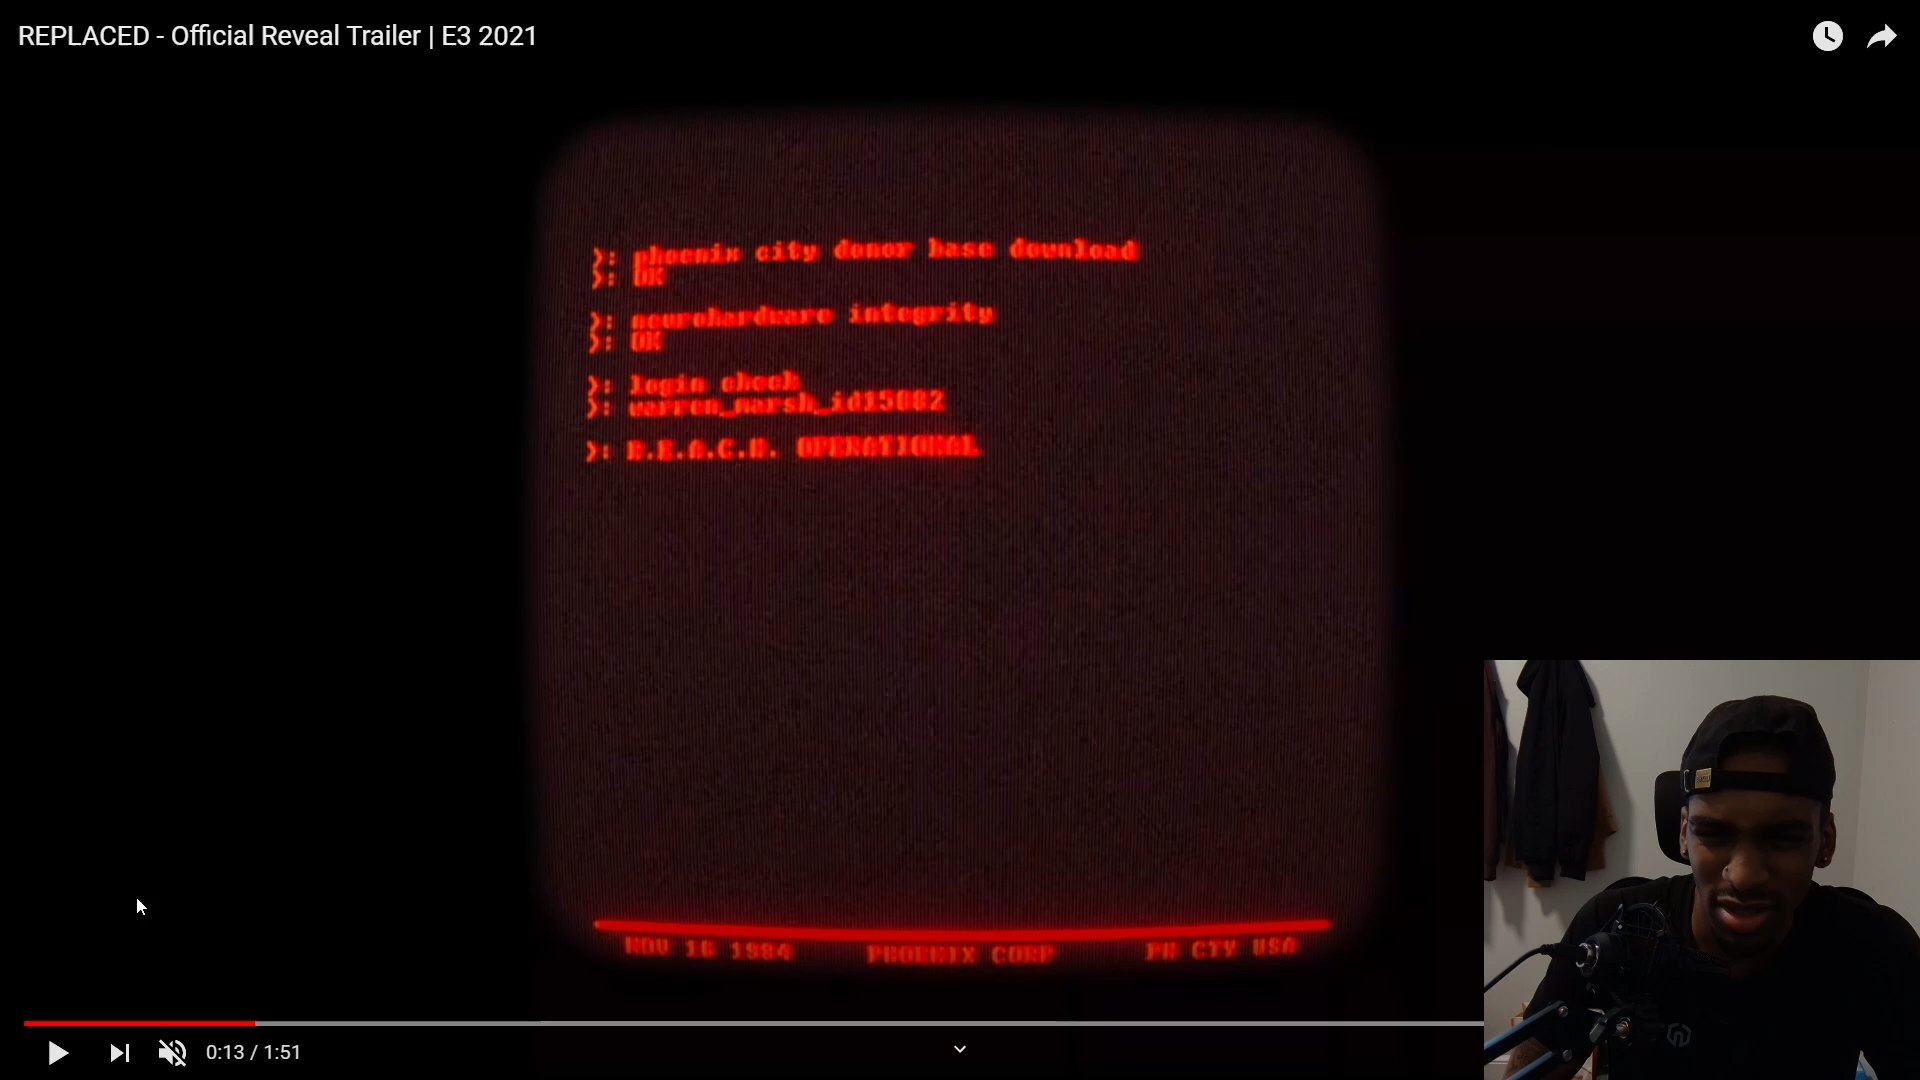 REPLACED - Official Reveal Trailer | E3 2021
}: phoenix city donor base download
}: OK
}: neurohardware integrity
}: OK
}: login check
}: warren_marsh_id15082
}: R.E.A.C.H. OPERATIONAL
NOV 16 1984 PHOENIX CORP PH CTY USA
0:13 / 1:51